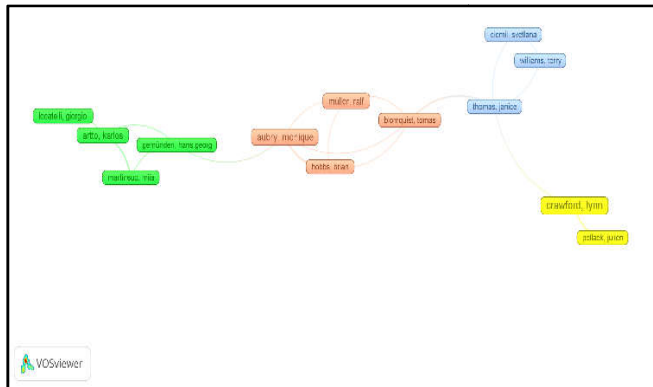 cicmil, svetlana
williams, terry
muller, ralf
thomas, janice
locatelli, giorgio
blomquist, tomas
artto, karlos
aubry, monique
gemünden, hans georg
hobbs, brian
martinsuo, miia
crawford, lynn
pollack, julien
VOSviewer